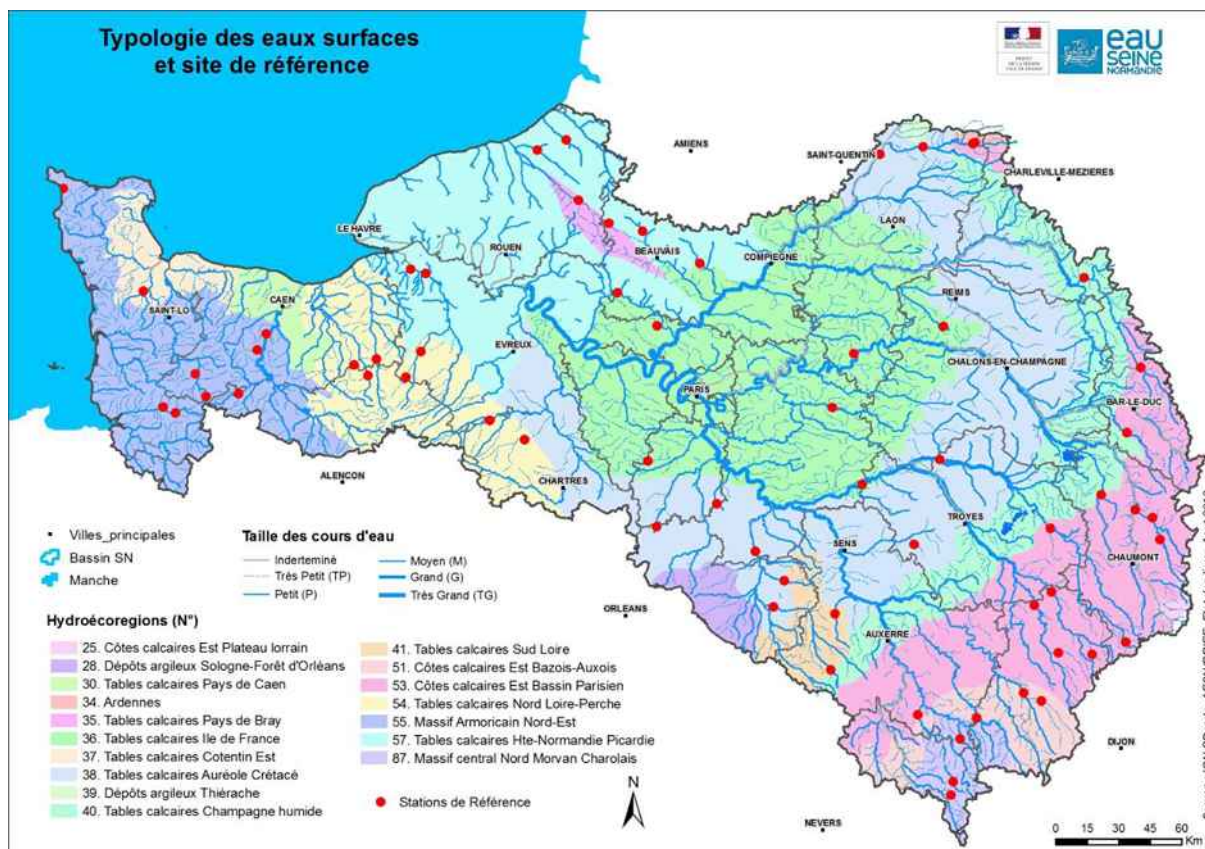 Typologie des eaux surfaces
et site de référence
eau
SEINE
NORMANDIE
AMIENS
SAINT-QUENTIN
CHARLEVILLE-MEZIERES
LAON
LE HAVRE
ROUEN
BEAUVAIS
COMPIEGNE
REIMS
CAEN
SAINT-LO
EVREUX
CHALONS-EN-CHAMPAGNE
PARIS
BAR-LE-DUC
ALENCON
CHARTRES
TROYES
SENS
CHAUMONT
ORLEANS
AUXERRE
DIJON
NEVERS
Villes_principales
Bassin SN
Manche
Taille des cours d'eau
Inderteminé
Très Petit (TP)
Petit (P)
Moyen (M)
Grand (G)
Très Grand (TG)
Hydroécoregions (N°)
25. Côtes calcaires Est Plateau lorrain
28. Dépôts argileux Sologne-Forêt d'Orléans
30. Tables calcaires Pays de Caen
34. Ardennes
35. Tables calcaires Pays de Bray
36. Tables calcaires Ile de France
37. Tables calcaires Cotentin Est
38. Tables calcaires Auréole Crétacé
39. Dépôts argileux Thiérache
40. Tables calcaires Champagne humide
41. Tables calcaires Sud Loire
51. Côtes calcaires Est Bazois-Auxois
53. Côtes calcaires Est Bassin Parisien
54. Tables calcaires Nord Loire-Perche
55. Massif Armoricain Nord-Est
57. Tables calcaires Hte-Normandie Picardie
87. Massif central Nord Morvan Charolais
Stations de Référence
N
0 15 30 60
Km